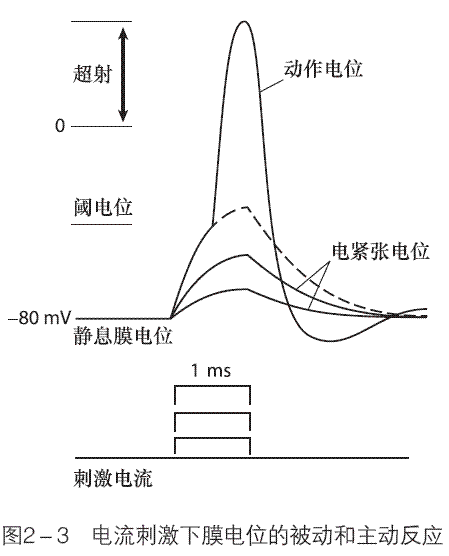 超射
动作电位
0
阈电位
电紧张电位
–80 mV
静息膜电位
1 ms
刺激电流
图2–3 电流刺激下膜电位的被动和主动反应